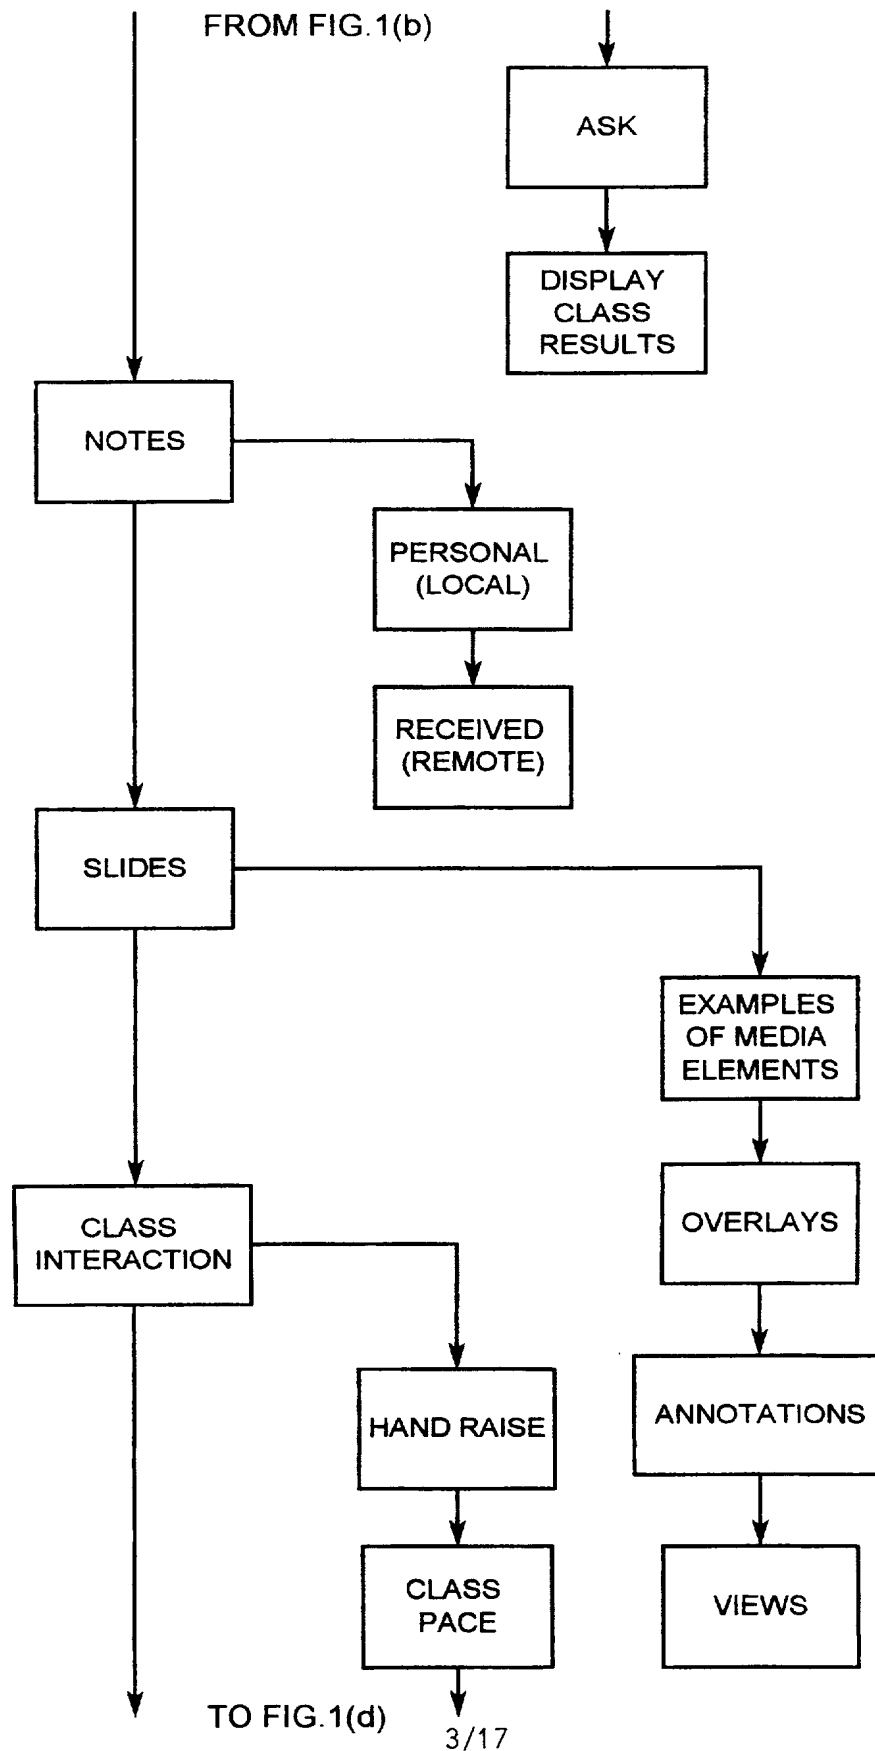 FROM FIG.1(b)
ASK
DISPLAY
CLASS
RESULTS
NOTES
PERSONAL
(LOCAL)
RECEIVED
(REMOTE)
SLIDES
EXAMPLES
OF MEDIA
ELEMENTS
OVERLAYS
CLASS
INTERACTION
HAND RAISE
ANNOTATIONS
CLASS
PACE
VIEWS
TO FIG.1(d)
3/17